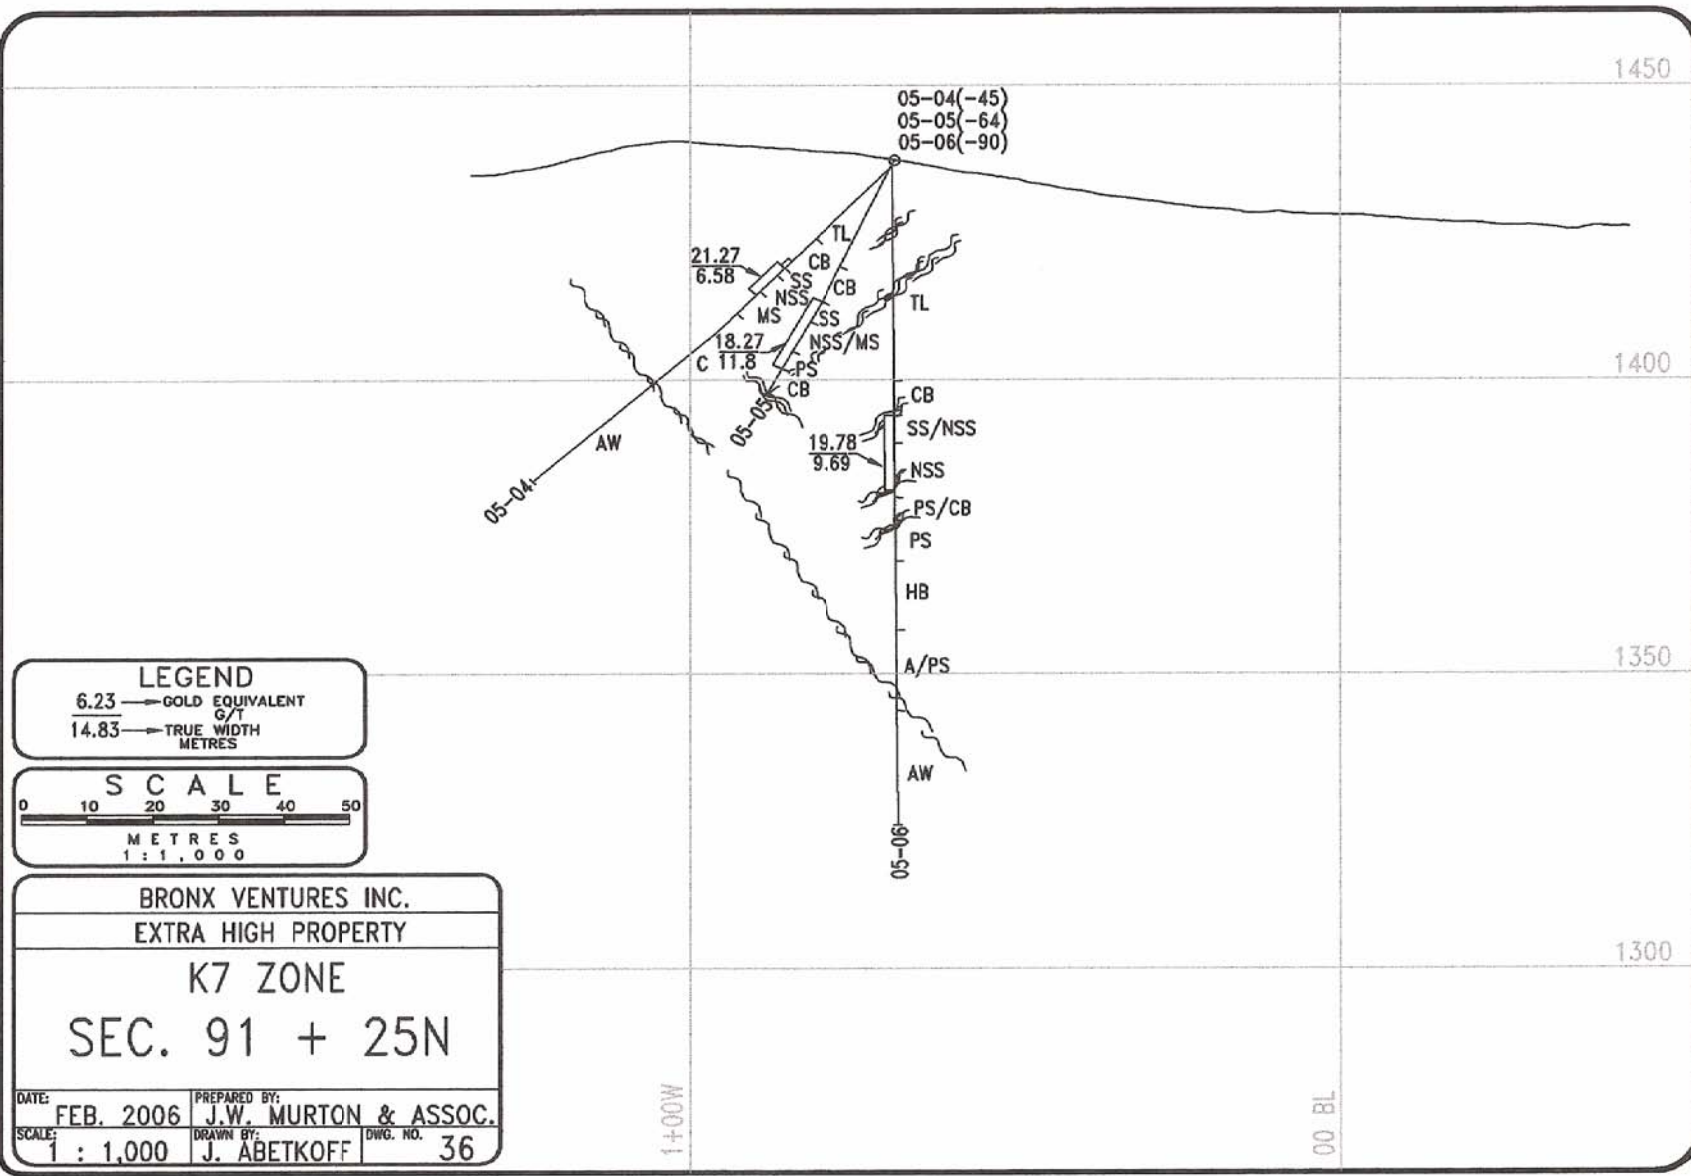 1450
05-04(-45)
05-05(-64)
05-06(-90)
TL
21.27
6.58
CB
SS
CB
NSS
TL
MS
SS
18.27
11.8
NSS/MS
C
PS
1400
CB
CB
05-05
SS/NSS
AW
19.78
9.69
NSS
05-04
PS/CB
PS
HB
1350
A/PS
LEGEND
6.23 GOLD EQUIVALENT
G/T
14.83 TRUE WIDTH
METRES
AW
SCALE
0 10 20 30 40 50
METRES
1:1,000
05-06
BRONX VENTURES INC.
EXTRA HIGH PROPERTY
1300
K7 ZONE
SEC. 91 + 25N
DATE: FEB. 2006
PREPARED BY: J.W. MURTON & ASSOC.
SCALE: 1 : 1,000
DRAWN BY: J. ABETKOFF
DWG. NO. 36
1+00W
00 BL